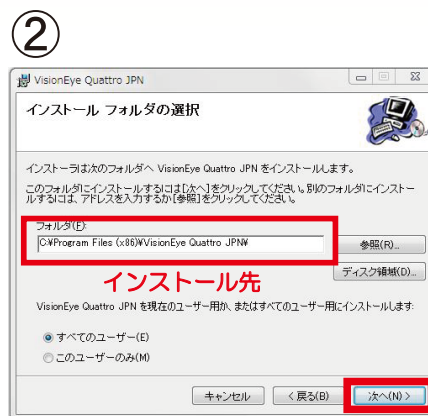 ②
VisionEye Quattro JPN
インストール フォルダの選択
インストーラは次のフォルダへ VisionEye Quattro JPN をインストールします。
このフォルダにインストールするには[次へ]をクリックしてください。別のフォルダにインストー
ルするには、アドレスを入力するか[参照]をクリックしてください。
フォルダ(F):
C:¥Program Files (x86)¥VisionEye Quattro JPN¥
参照(R)...
ディスク領域(D)...
インストール先
VisionEye Quattro JPN を現在のユーザー用か、またはすべてのユーザー用にインストールします:
すべてのユーザー(E)
このユーザーのみ(M)
キャンセル
< 戻る(B)
次へ(N) >